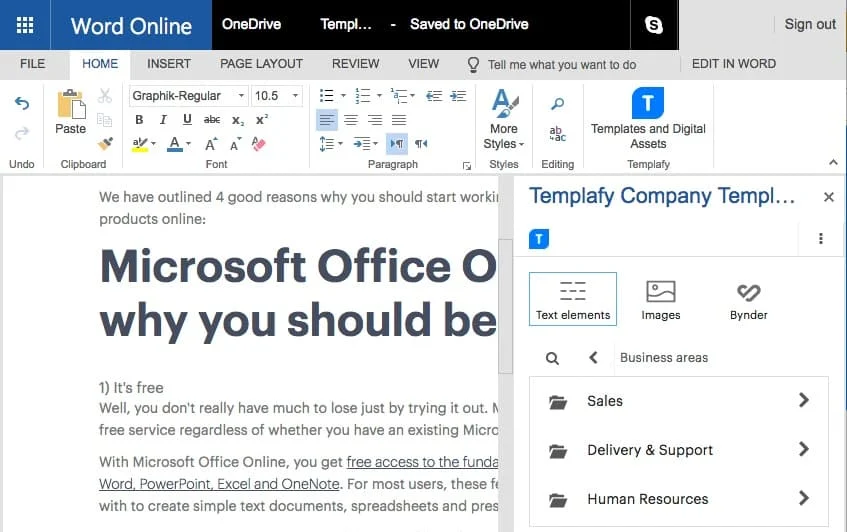 Word Online
OneDrive
Templ... - Saved to OneDrive
Sign out
FILE HOME INSERT PAGE LAYOUT REVIEW VIEW Tell me what you want to do EDIT IN WORD
Graphik-Regular 10.5
Paste
B I U abc x₂ x²
ab A A A A
More Styles
ab ac
T
Templates and Digital Assets
Undo Clipboard Font Paragraph Styles Editing Templafy
We have outlined 4 good reasons why you should start workin
products online:
Microsoft Office O
why you should be
1) It's free
Well, you don't really have much to lose just by trying it out. M
free service regardless of whether you have an existing Micro
With Microsoft Office Online, you get free access to the funda
Word, PowerPoint, Excel and OneNote. For most users, these fe
with to create simple text documents, spreadsheets and pres
Templafy Company Templ...
T
Text elements Images Bynder
Business areas
Sales
Delivery & Support
Human Resources